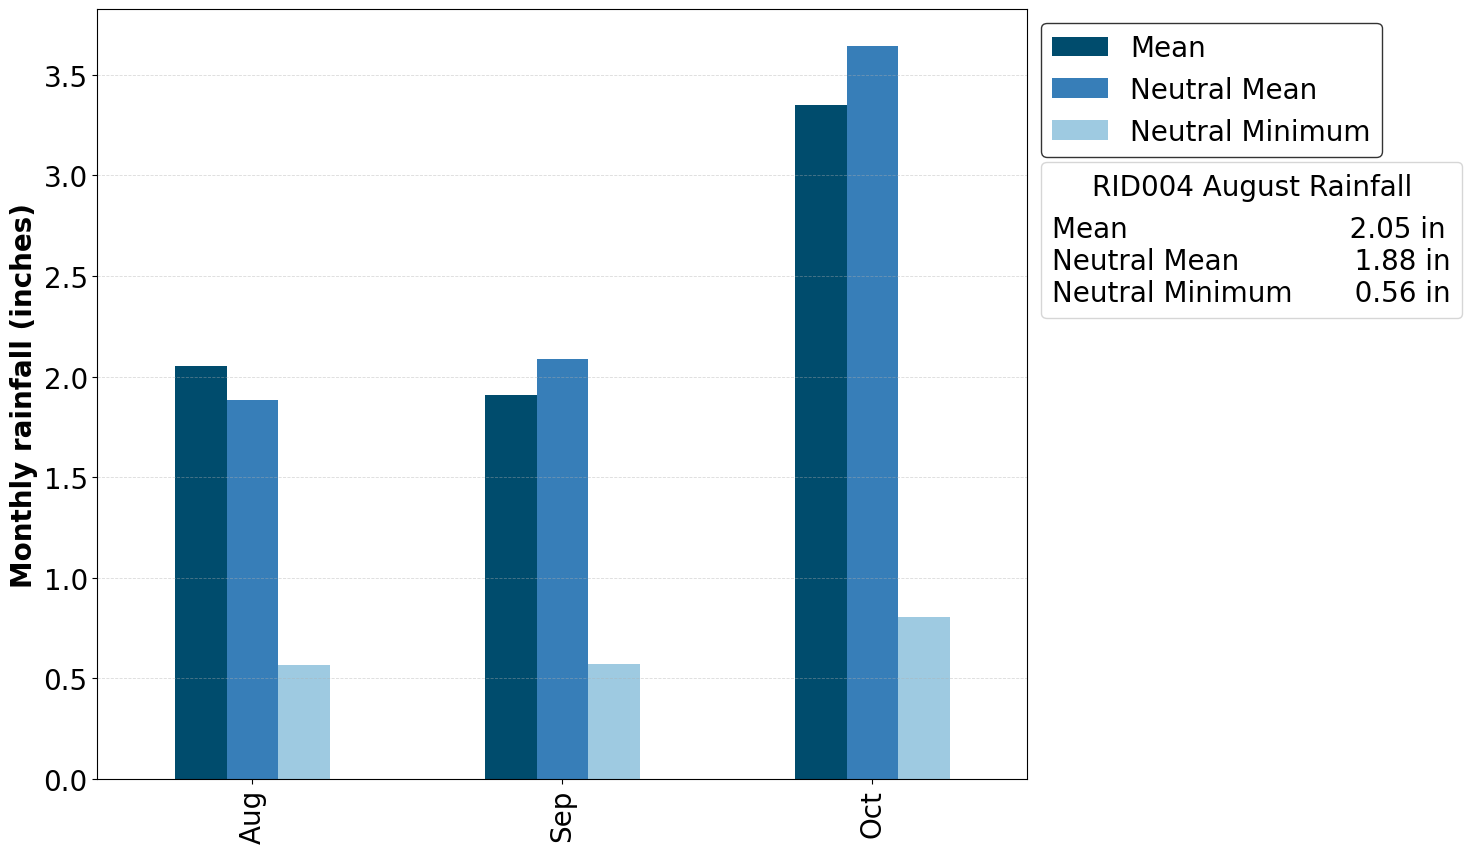 Monthly rainfall (inches)
3.5
3.0
2.5
2.0
1.5
1.0
0.5
0.0
Aug
Sep
Oct
Mean
Neutral Mean
Neutral Minimum
RID004 August Rainfall
Mean 2.05 in
Neutral Mean 1.88 in
Neutral Minimum 0.56 in